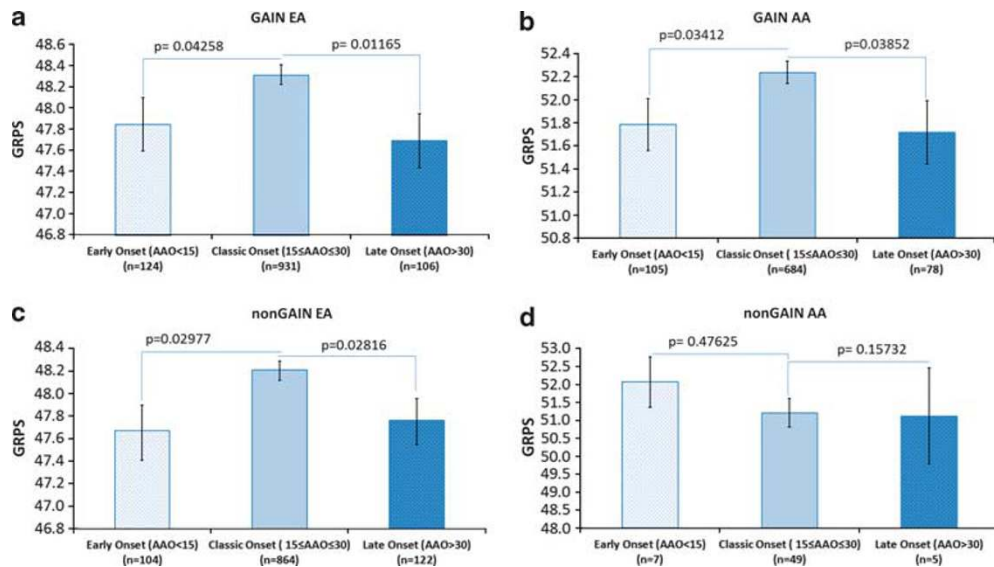 a
GAIN EA
48.6
48.4
48.2
48.0
47.8
47.6
47.4
47.2
47.0
46.8
GRPS
p= 0.04258
p= 0.01165
Early Onset (AAO<15)
(n=124)
Classic Onset (15≤AAO≤30)
(n=931)
Late Onset (AAO>30)
(n=106)
b
GAIN AA
52.4
52.2
52.0
51.8
51.6
51.4
51.2
51.0
50.8
GRPS
p=0.03412
p=0.03852
Early Onset (AAO<15)
(n=105)
Classic Onset ( 15≤AAO≤30)
(n=684)
Late Onset (AAO>30)
(n=78)
c
nonGAIN EA
48.4
48.2
48.0
47.8
47.6
47.4
47.2
47.0
46.8
GRPS
p=0.02977
p=0.02816
Early Onset (AAO<15)
(n=104)
Classic Onset ( 15≤AAO≤30)
(n=864)
Late Onset (AAO>30)
(n=122)
d
nonGAIN AA
53.0
52.5
52.0
51.5
51.0
50.5
50.0
49.5
49.0
48.5
48.0
GRPS
p= 0.47625
p= 0.15732
Early Onset (AAO<15)
(n=7)
Classic Onset ( 15≤AAO≤30)
(n=49)
Late Onset (AAO>30)
(n=5)